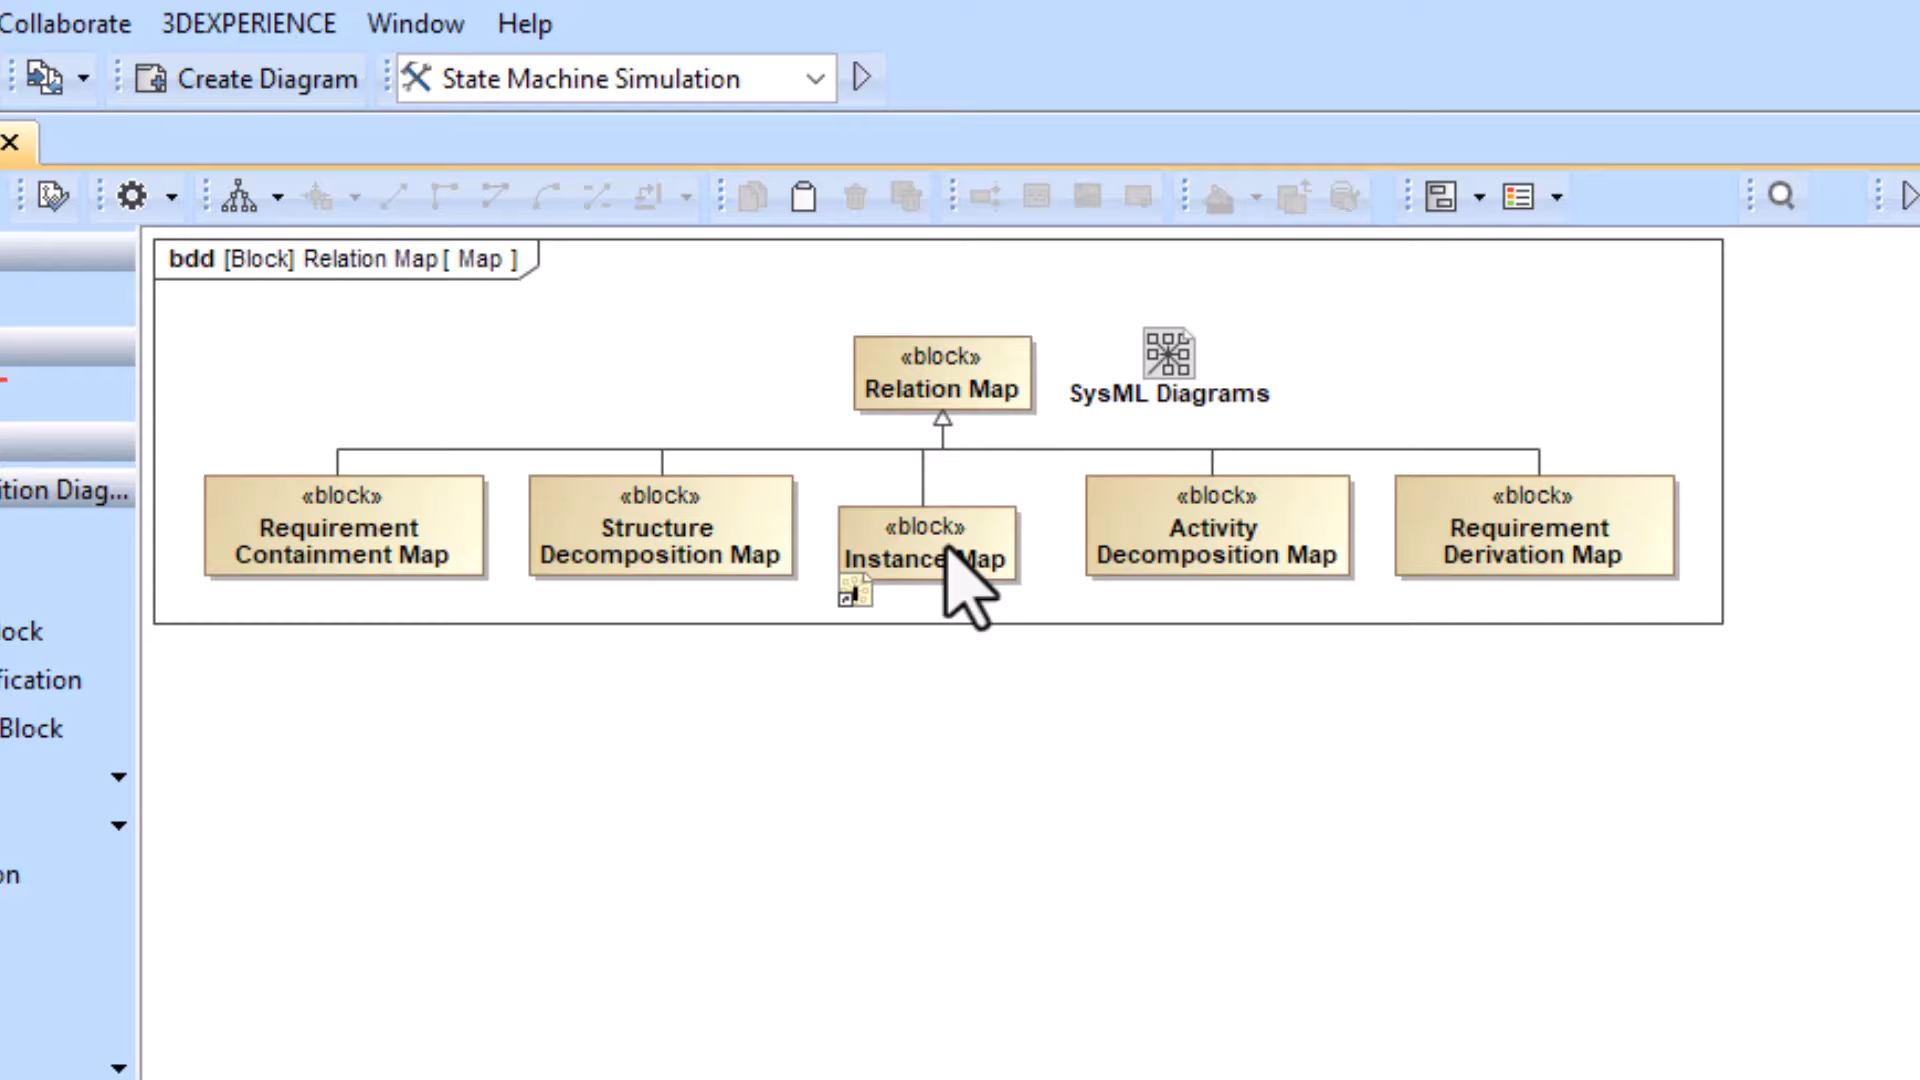 Collaborate 3DEXPERIENCE Window Help
Create Diagram State Machine Simulation
bdd [Block] Relation Map [ Map ]
«block»
Relation Map
SysML Diagrams
ition Diag...
«block»
Requirement
Containment Map
«block»
Structure
Decomposition Map
«block»
Instance Map
«block»
Activity
Decomposition Map
«block»
Requirement
Derivation Map
lock
fication
Block
on